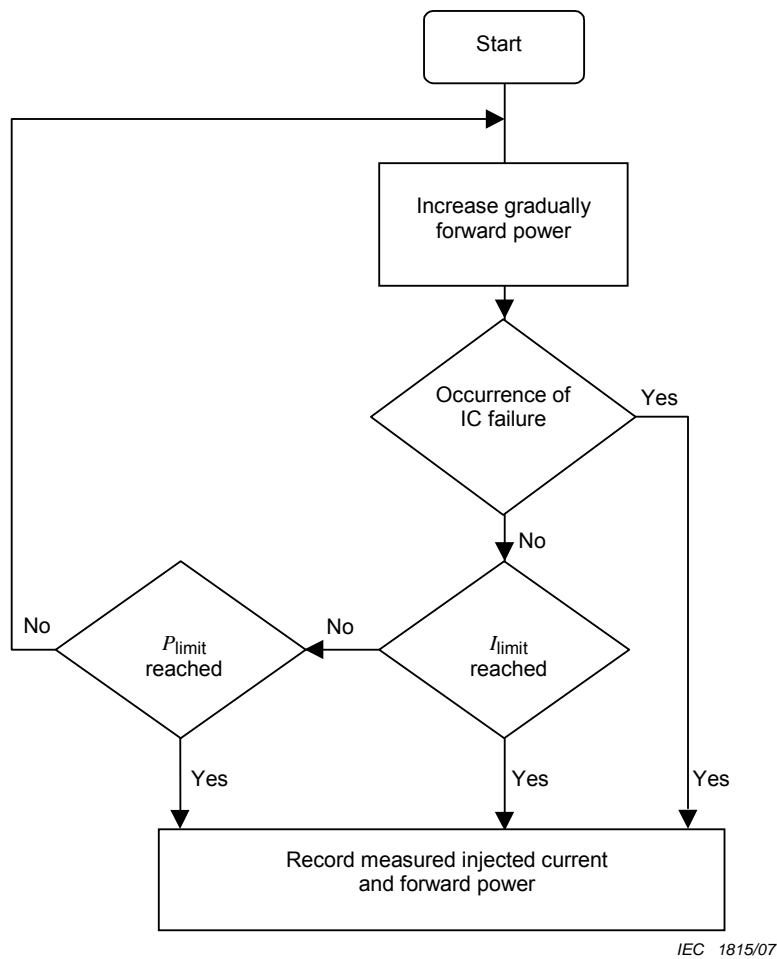 Start
Increase gradually
forward power
Occurrence of
IC failure
Yes
No
No
No
Plimit
reached
Ilimit
reached
Yes
Yes
Yes
Record measured injected current
and forward power
IEC 1815/07